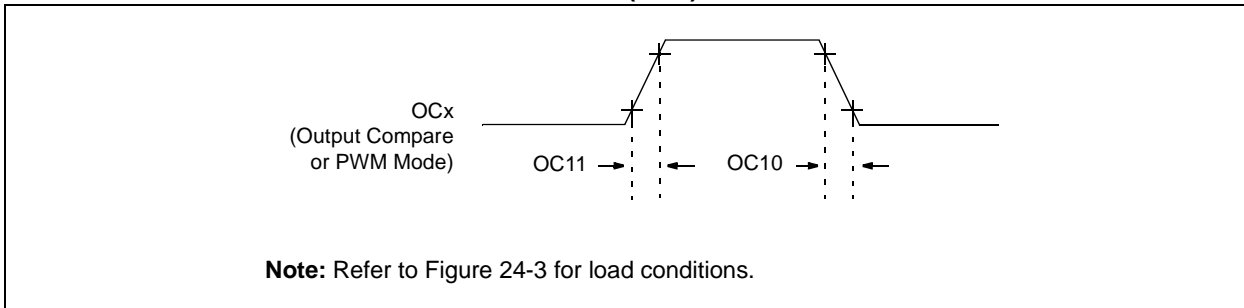 OCx
(Output Compare
or PWM Mode)
OC11
OC10
Note: Refer to Figure 24-3 for load conditions.